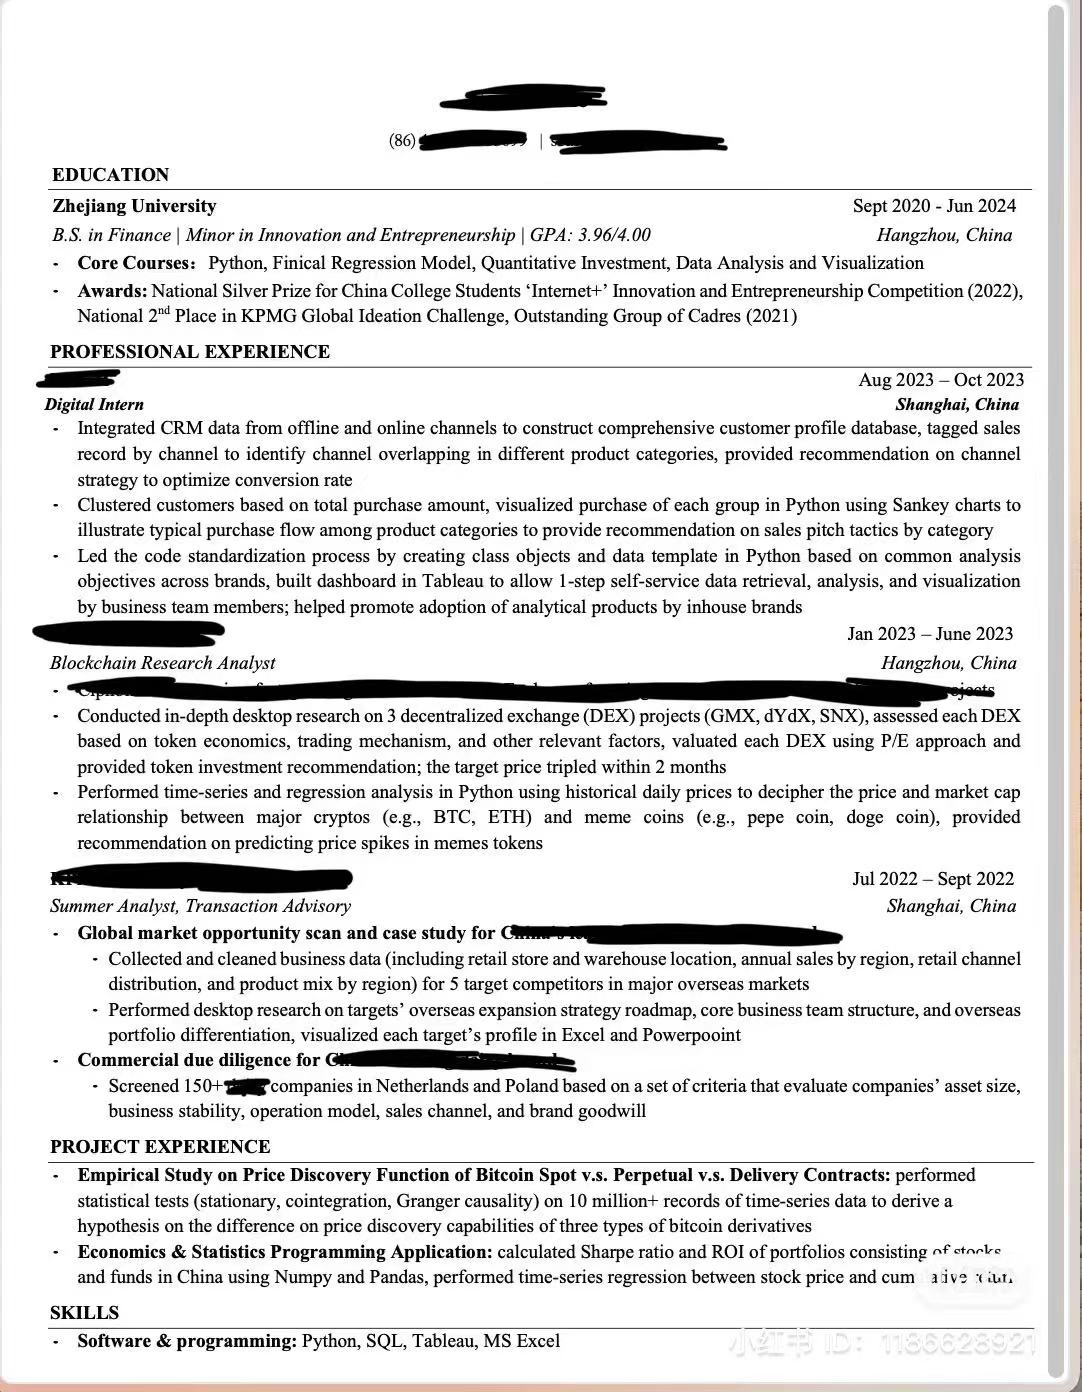 (86) |
EDUCATION
Zhejiang University Sept 2020 - Jun 2024
B.S. in Finance | Minor in Innovation and Entrepreneurship | GPA: 3.96/4.00 Hangzhou, China
- Core Courses： Python, Finical Regression Model, Quantitative Investment, Data Analysis and Visualization
- Awards: National Silver Prize for China College Students ‘Internet+’ Innovation and Entrepreneurship Competition (2022),
National 2nd Place in KPMG Global Ideation Challenge, Outstanding Group of Cadres (2021)
PROFESSIONAL EXPERIENCE
Aug 2023 – Oct 2023
Digital Intern Shanghai, China
- Integrated CRM data from offline and online channels to construct comprehensive customer profile database, tagged sales
record by channel to identify channel overlapping in different product categories, provided recommendation on channel
strategy to optimize conversion rate
- Clustered customers based on total purchase amount, visualized purchase of each group in Python using Sankey charts to
illustrate typical purchase flow among product categories to provide recommendation on sales pitch tactics by category
- Led the code standardization process by creating class objects and data template in Python based on common analysis
objectives across brands, built dashboard in Tableau to allow 1-step self-service data retrieval, analysis, and visualization
by business team members; helped promote adoption of analytical products by inhouse brands
Jan 2023 – June 2023
Blockchain Research Analyst Hangzhou, China
-
- Conducted in-depth desktop research on 3 decentralized exchange (DEX) projects (GMX, dYdX, SNX), assessed each DEX
based on token economics, trading mechanism, and other relevant factors, valuated each DEX using P/E approach and
provided token investment recommendation; the target price tripled within 2 months
- Performed time-series and regression analysis in Python using historical daily prices to decipher the price and market cap
relationship between major cryptos (e.g., BTC, ETH) and meme coins (e.g., pepe coin, doge coin), provided
recommendation on predicting price spikes in memes tokens
Jul 2022 – Sept 2022
Summer Analyst, Transaction Advisory Shanghai, China
- Global market opportunity scan and case study for
- Collected and cleaned business data (including retail store and warehouse location, annual sales by region, retail channel
distribution, and product mix by region) for 5 target competitors in major overseas markets
- Performed desktop research on targets’ overseas expansion strategy roadmap, core business team structure, and overseas
portfolio differentiation, visualized each target’s profile in Excel and Powerpooint
- Commercial due diligence for
- Screened 150+ companies in Netherlands and Poland based on a set of criteria that evaluate companies’ asset size,
business stability, operation model, sales channel, and brand goodwill
PROJECT EXPERIENCE
- Empirical Study on Price Discovery Function of Bitcoin Spot v.s. Perpetual v.s. Delivery Contracts: performed
statistical tests (stationary, cointegration, Granger causality) on 10 million+ records of time-series data to derive a
hypothesis on the difference on price discovery capabilities of three types of bitcoin derivatives
- Economics & Statistics Programming Application: calculated Sharpe ratio and ROI of portfolios consisting of stocks
and funds in China using Numpy and Pandas, performed time-series regression between stock price and
SKILLS
- Software & programming: Python, SQL, Tableau, MS Excel
小红书 ID： 1186628921